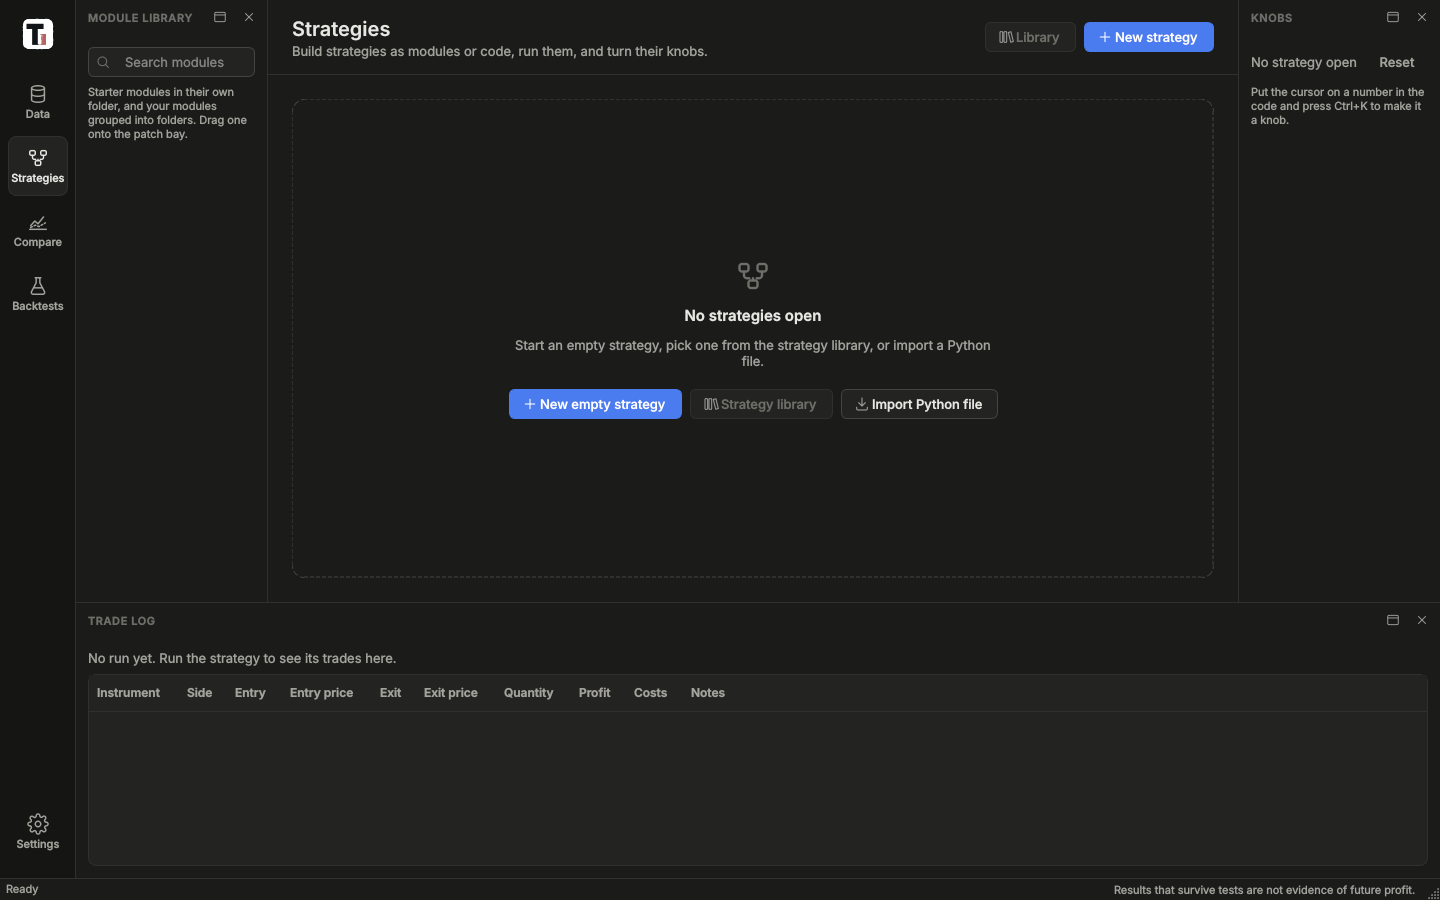 Data
Strategies
Compare
Backtests
Settings
MODULE LIBRARY
Search modules
Starter modules in their own
folder, and your modules
grouped into folders. Drag one
onto the patch bay.
Strategies
Build strategies as modules or code, run them, and turn their knobs.
Library
New strategy
No strategies open
Start an empty strategy, pick one from the strategy library, or import a Python
file.
New empty strategy
Strategy library
Import Python file
KNOBS
No strategy open
Reset
Put the cursor on a number in the
code and press Ctrl+K to make it
a knob.
TRADE LOG
No run yet. Run the strategy to see its trades here.
Instrument Side Entry Entry price Exit Exit price Quantity Profit Costs Notes
Ready
Results that survive tests are not evidence of future profit.